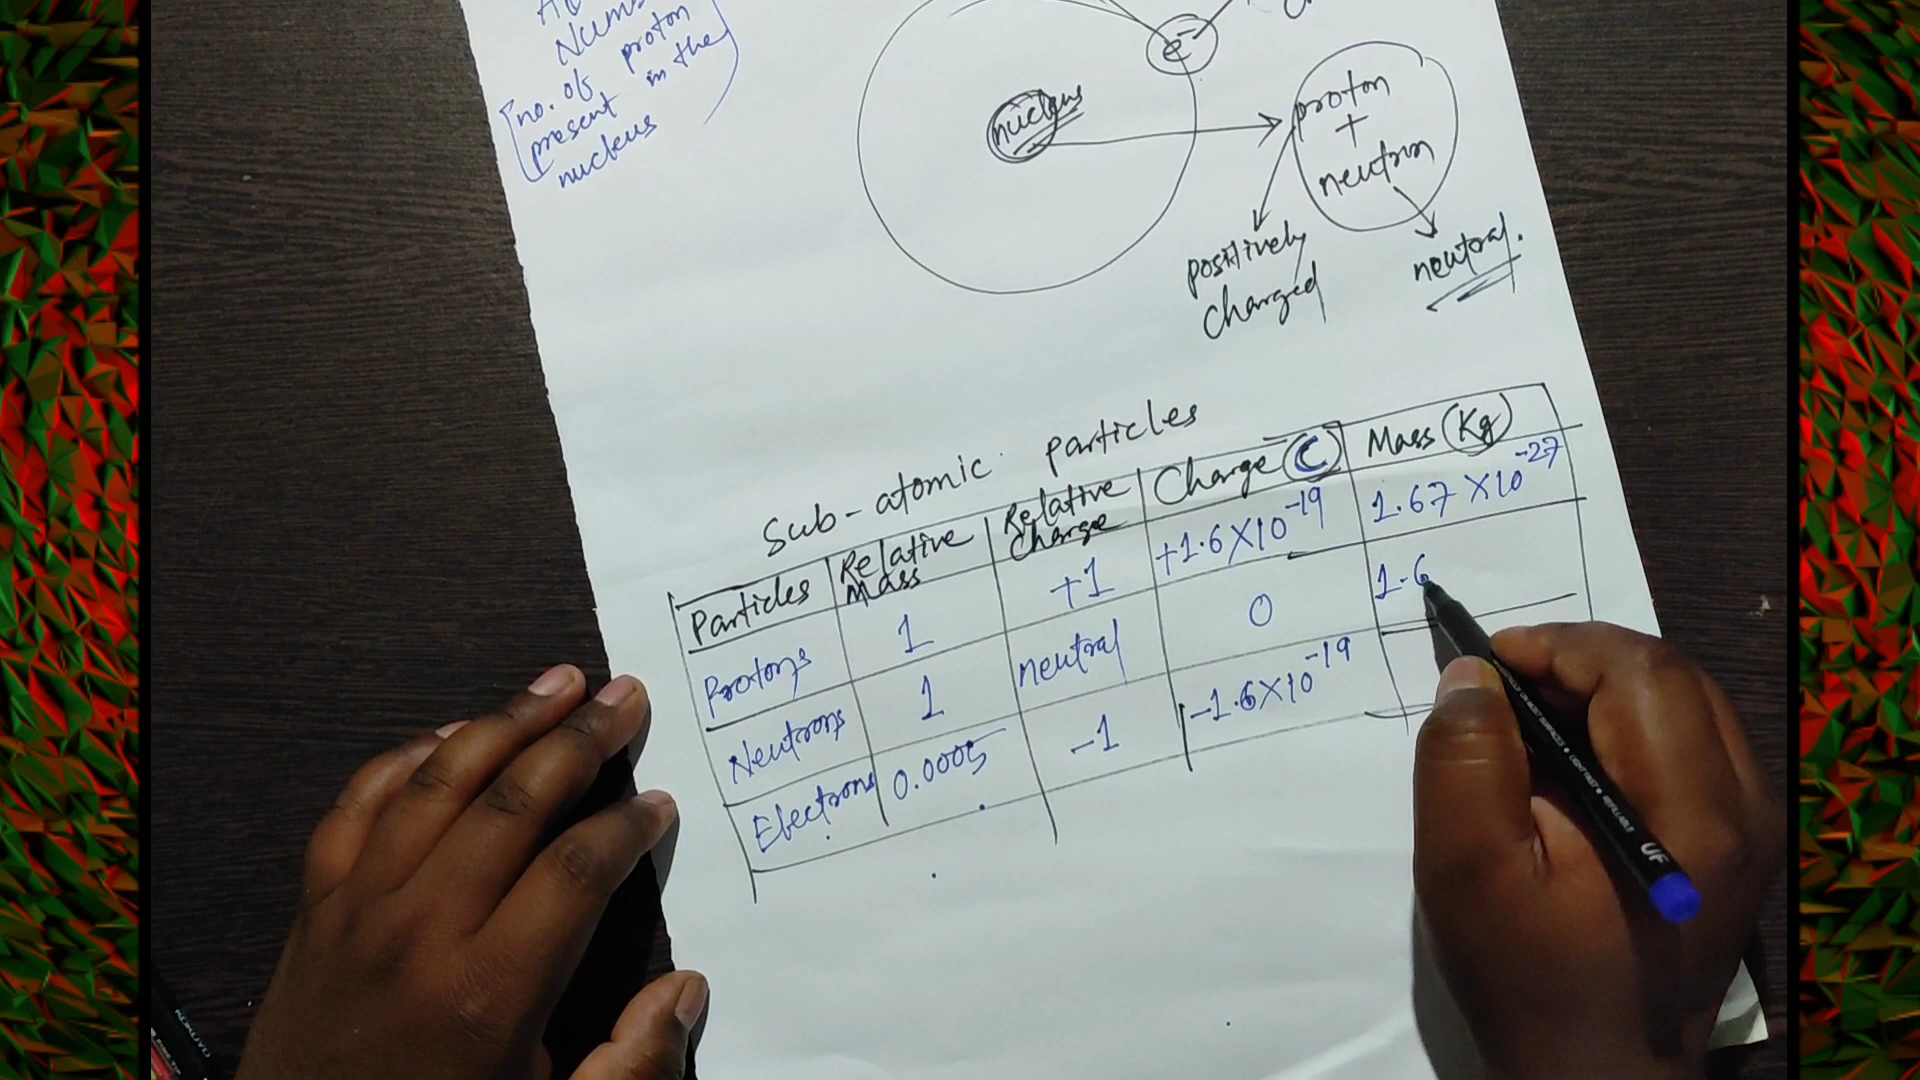 no. of proton
present in the
nucleus
e-
nucleus
proton
+
neutron
positively
charged
neutral.
Sub-atomic particles
Particles Relative Mass Relative Charge Charge (C) Mass (Kg)
Protons 1 +1 +1.6×10^-19 1.67×10^-27
Neutrons 1 neutral 0 1.6
Electrons 0.0005 -1 -1.6×10^-19
UF
KOKUYO